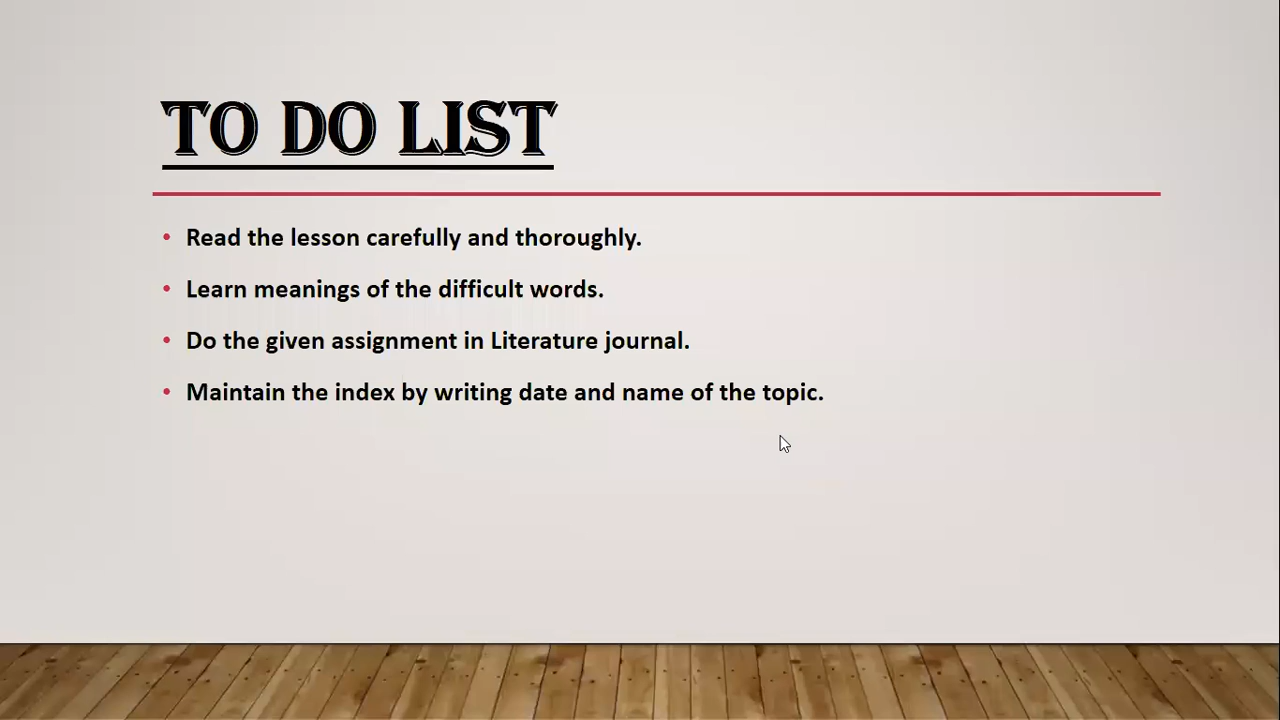 TO DO LIST
• Read the lesson carefully and thoroughly.
• Learn meanings of the difficult words.
• Do the given assignment in Literature journal.
• Maintain the index by writing date and name of the topic.